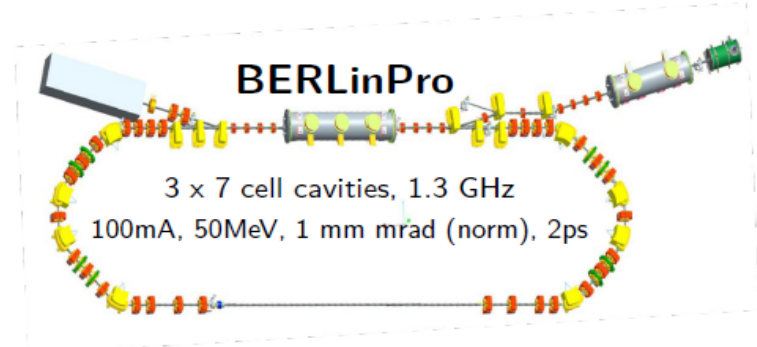 BERLinPro
3 x 7 cell cavities, 1.3 GHz
100mA, 50MeV, 1 mm mrad (norm), 2ps